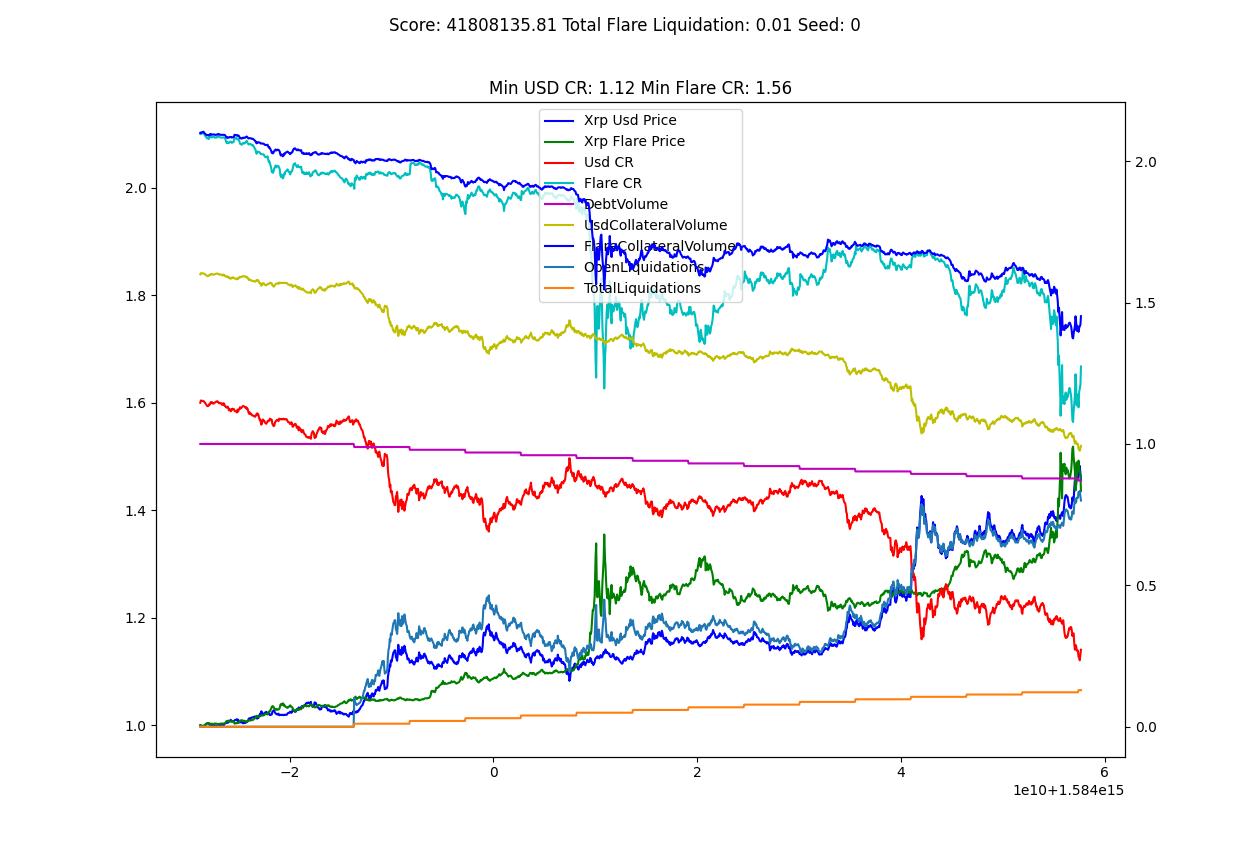 Score: 41808135.81 Total Flare Liquidation: 0.01 Seed: 0
Min USD CR: 1.12 Min Flare CR: 1.56
Xrp Usd Price
Xrp Flare Price
Usd CR
Flare CR
DebtVolume
UsdCollateralVolume
FlareCollateralVolume
OpenLiquidations
TotalLiquidations
2.0
1.8
1.6
1.4
1.2
1.0
2.0
1.5
1.0
0.5
0.0
−2
0
2
4
6
1e10+1.584e15